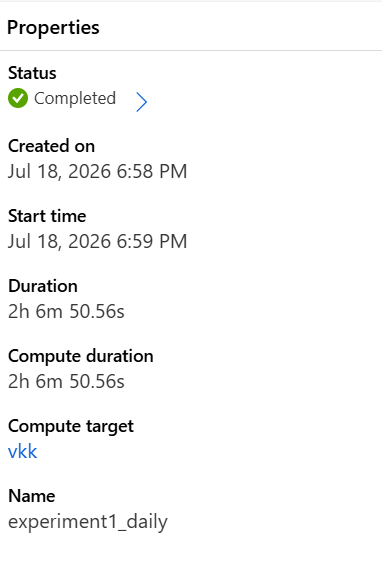 Properties
Status
Completed
Created on
Jul 18, 2026 6:58 PM
Start time
Jul 18, 2026 6:59 PM
Duration
2h 6m 50.56s
Compute duration
2h 6m 50.56s
Compute target
vkk
Name
experiment1_daily